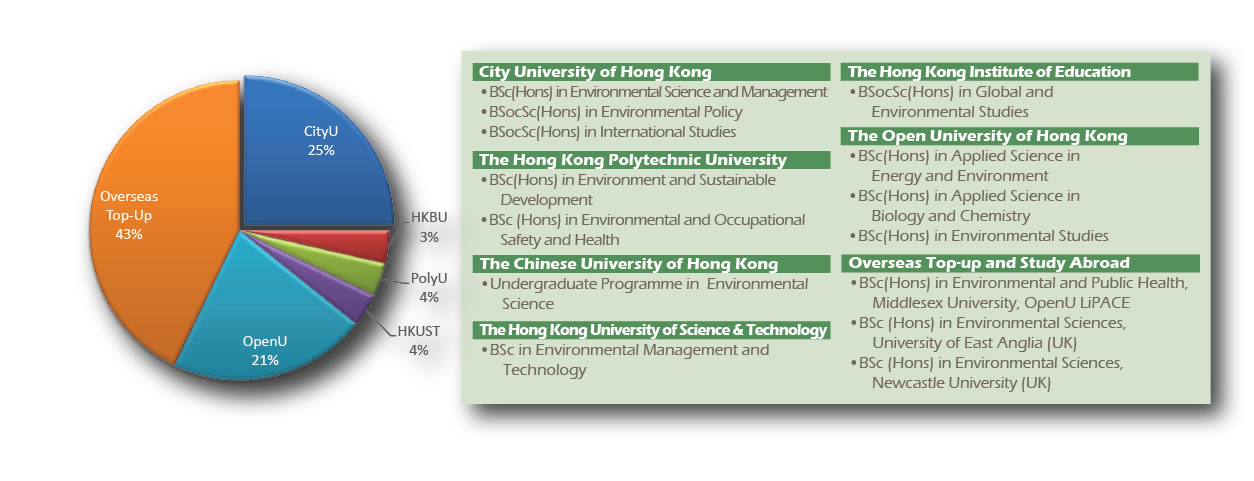 CityU
25%
HKBU
3%
PolyU
4%
HKUST
4%
OpenU
21%
Overseas
Top-Up
43%
City University of Hong Kong
•BSc(Hons) in Environmental Science and Management
•BSocSc(Hons) in Environmental Policy
•BSocSc(Hons) in International Studies
The Hong Kong Polytechnic University
•BSc(Hons) in Environment and Sustainable
Development
•BSc (Hons) in Environmental and Occupational
Safety and Health
The Chinese University of Hong Kong
•Undergraduate Programme in Environmental
Science
The Hong Kong University of Science & Technology
•BSc in Environmental Management and
Technology
The Hong Kong Institute of Education
•BSocSc(Hons) in Global and
Environmental Studies
The Open University of Hong Kong
•BSc(Hons) in Applied Science in
Energy and Environment
•BSc(Hons) in Applied Science in
Biology and Chemistry
•BSc(Hons) in Environmental Studies
Overseas Top-up and Study Abroad
•BSc(Hons) in Environmental and Public Health,
Middlesex University, OpenU LiPACE
•BSc (Hons) in Environmental Sciences,
University of East Anglia (UK)
•BSc (Hons) in Environmental Sciences,
Newcastle University (UK)